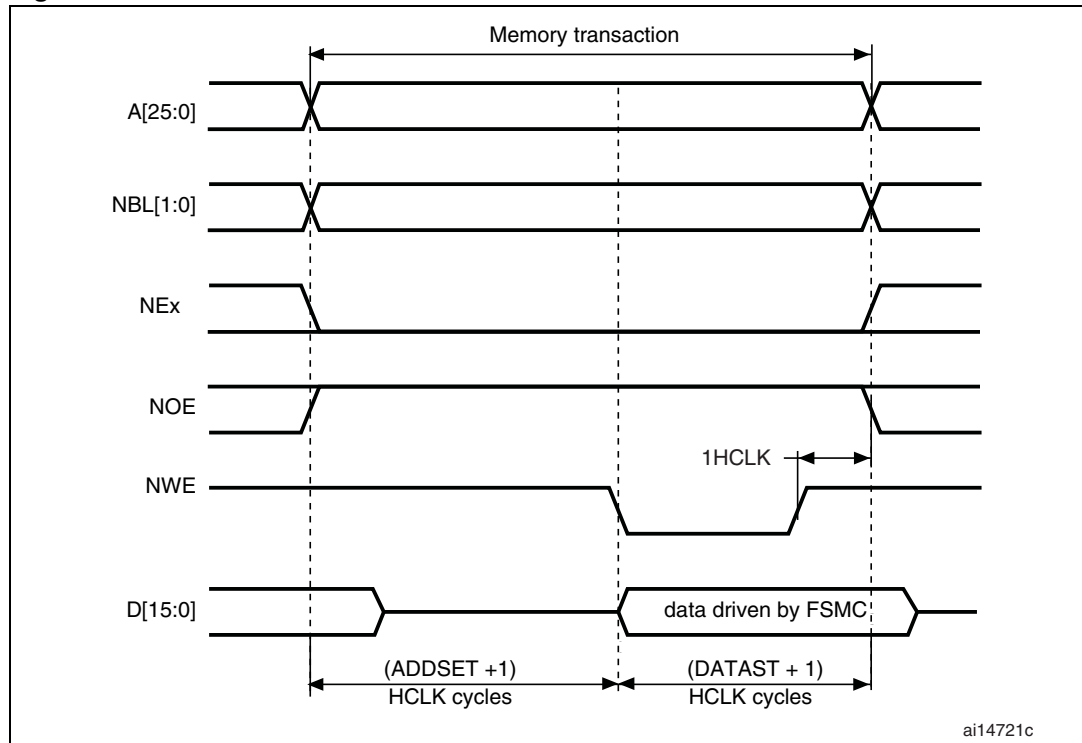 Memory transaction
A[25:0]
NBL[1:0]
NEx
NOE
1HCLK
NWE
D[15:0]
data driven by FSMC
(ADDSET +1)
HCLK cycles
(DATAST + 1)
HCLK cycles
ai14721c